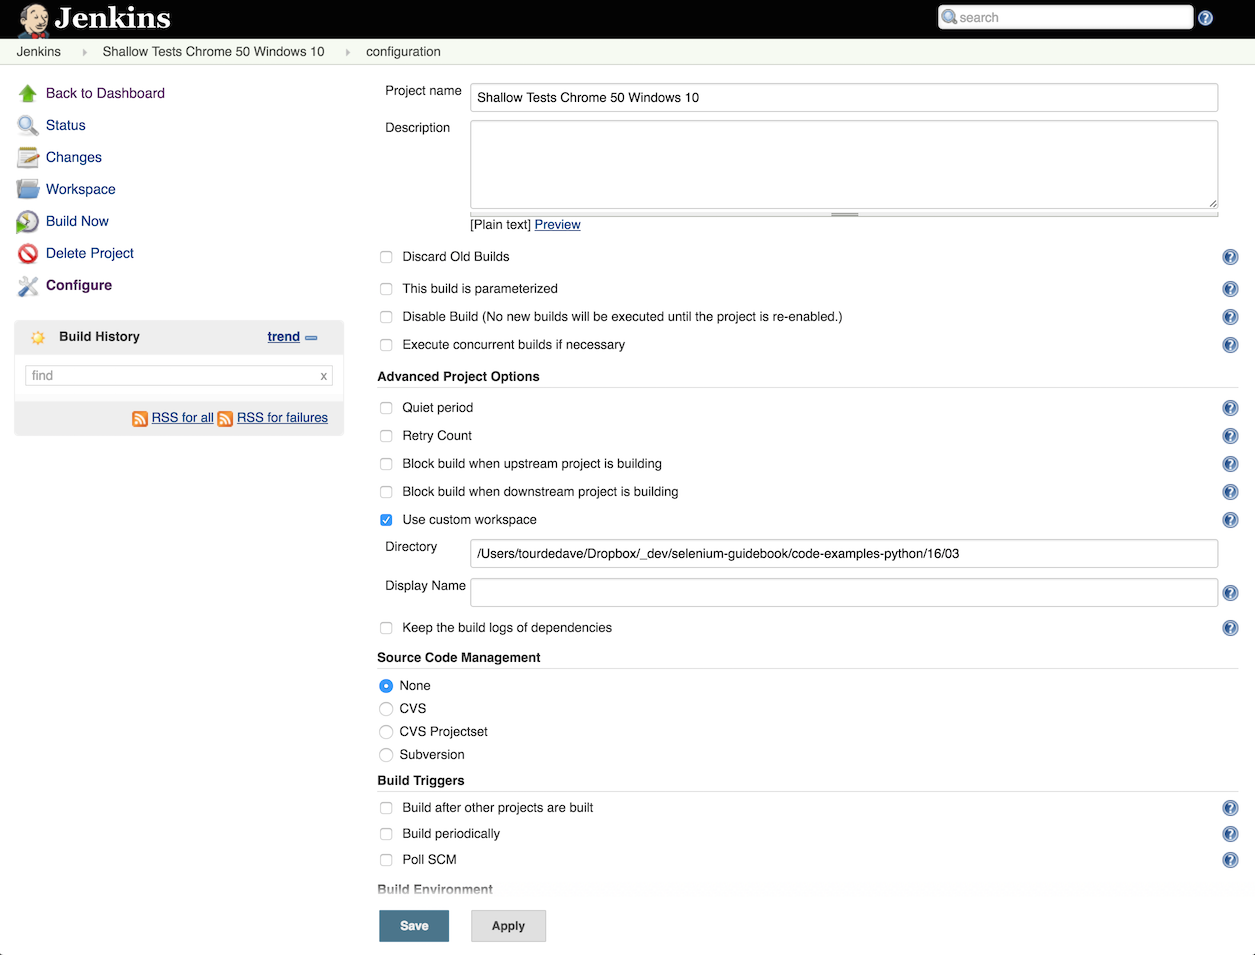 Jenkins
search
Jenkins Shallow Tests Chrome 50 Windows 10 configuration
Back to Dashboard
Status
Changes
Workspace
Build Now
Delete Project
Configure
Build History trend
find x
RSS for all RSS for failures
Project name Shallow Tests Chrome 50 Windows 10
Description
[Plain text] Preview
Discard Old Builds
This build is parameterized
Disable Build (No new builds will be executed until the project is re-enabled.)
Execute concurrent builds if necessary
Advanced Project Options
Quiet period
Retry Count
Block build when upstream project is building
Block build when downstream project is building
Use custom workspace
Directory /Users/tourdedave/Dropbox/_dev/selenium-guidebook/code-examples-python/16/03
Display Name
Keep the build logs of dependencies
Source Code Management
None
CVS
CVS Projectset
Subversion
Build Triggers
Build after other projects are built
Build periodically
Poll SCM
Build Environment
Save Apply